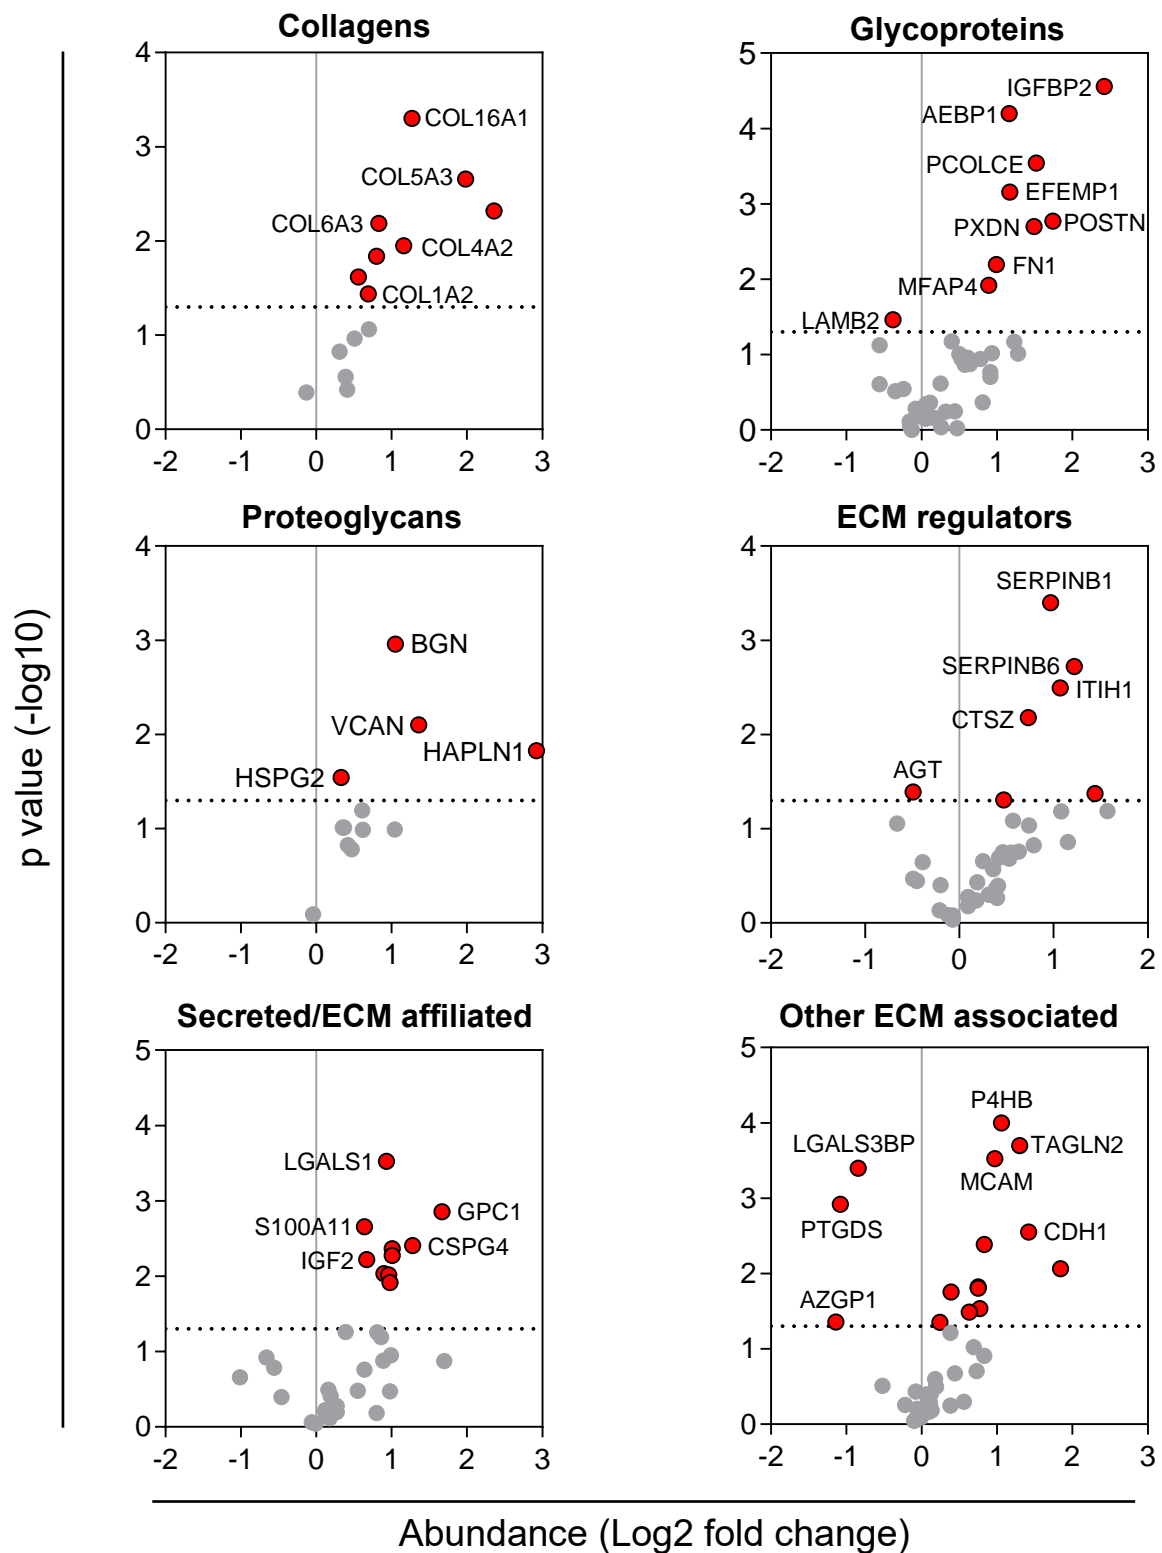 Collagens
4
3
2
1
0
-2 -1 0 1 2 3
COL16A1
COL5A3
COL6A3
COL4A2
COL1A2
Glycoproteins
5
4
3
2
1
0
-2 -1 0 1 2 3
IGFBP2
AEBP1
PCOLCE
EFEMP1
PXDN
POSTN
FN1
MFAP4
LAMB2
Proteoglycans
4
3
2
1
0
-2 -1 0 1 2 3
BGN
VCAN
HAPLN1
HSPG2
ECM regulators
4
3
2
1
0
-2 -1 0 1 2
SERPINB1
SERPINB6
ITIH1
CTSZ
AGT
Secreted/ECM affiliated
5
4
3
2
1
0
-2 -1 0 1 2 3
LGALS1
GPC1
S100A11
CSPG4
IGF2
Other ECM associated
5
4
3
2
1
0
-2 -1 0 1 2 3
P4HB
LGALS3BP
TAGLN2
MCAM
PTGDS
CDH1
AZGP1
p value (-log10)
Abundance (Log2 fold change)